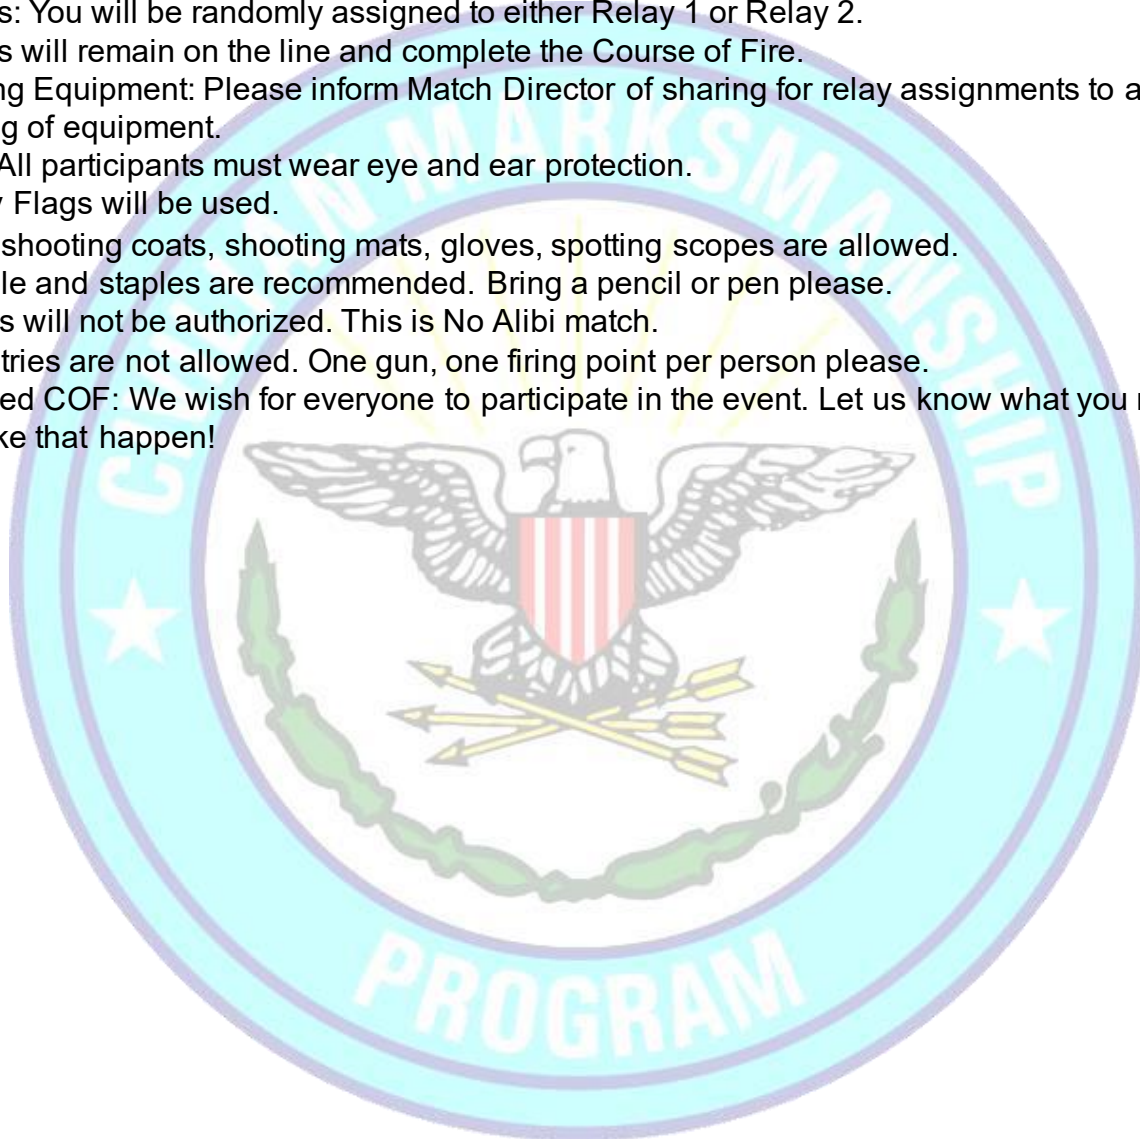 s: You will be randomly assigned to either Relay 1 or Relay 2.
s will remain on the line and complete the Course of Fire.
ng Equipment: Please inform Match Director of sharing for relay assignments to a
g of equipment.
All participants must wear eye and ear protection.
Flags will be used.
shooting coats, shooting mats, gloves, spotting scopes are allowed.
le and staples are recommended. Bring a pencil or pen please.
s will not be authorized. This is No Alibi match.
tries are not allowed. One gun, one firing point per person please.
ed COF: We wish for everyone to participate in the event. Let us know what you
ke that happen!
CIVILIAN MARKSMANSHIP
PROGRAM